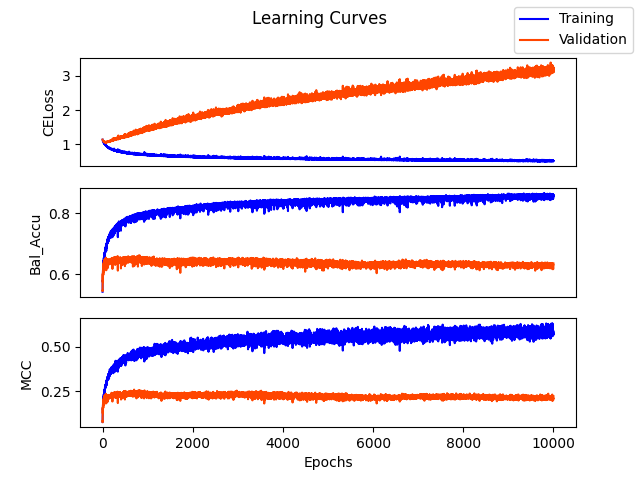 Learning Curves
Training
Validation
CELoss
3
2
1
Bal_Accu
0.8
0.6
MCC
0.50
0.25
0 2000 4000 6000 8000 10000
Epochs